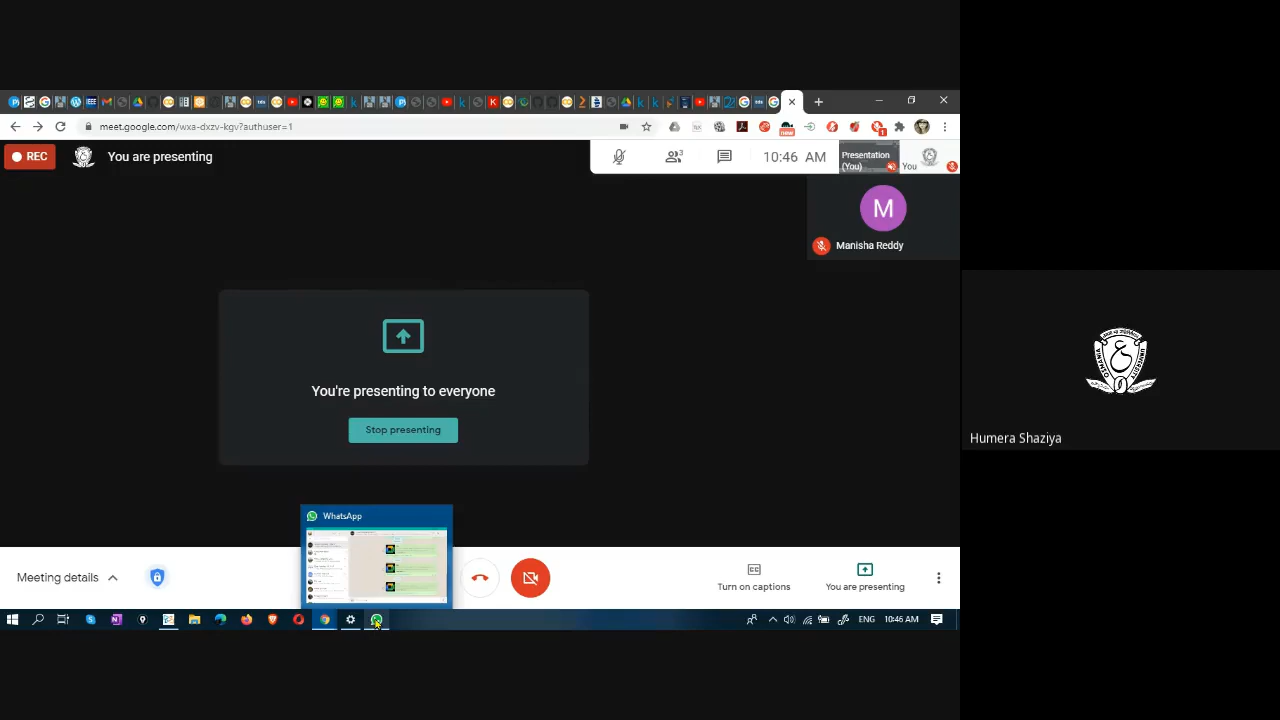 meet.google.com/wxa-dxzv-kgv?authuser=1
REC
You are presenting
3
10:46 AM
Presentation
(You)
You
M
Manisha Reddy
You're presenting to everyone
Stop presenting
Humera Shaziya
WhatsApp
Meeting details
Turn on captions
You are presenting
ENG
10:46 AM